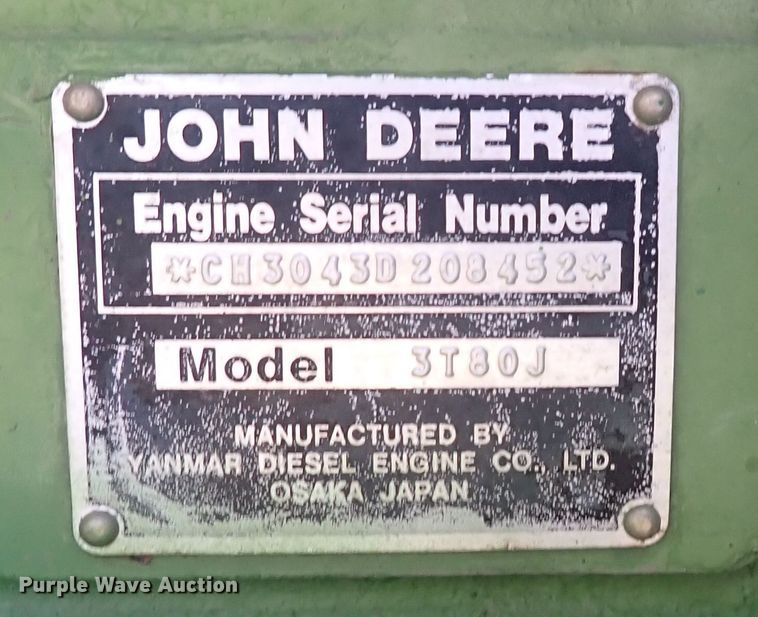 JOHN DEERE
Engine Serial Number
*CH3043D208452*
Model 3T80J
MANUFACTURED BY
YANMAR DIESEL ENGINE CO., LTD.
OSAKA JAPAN
Purple Wave Auction